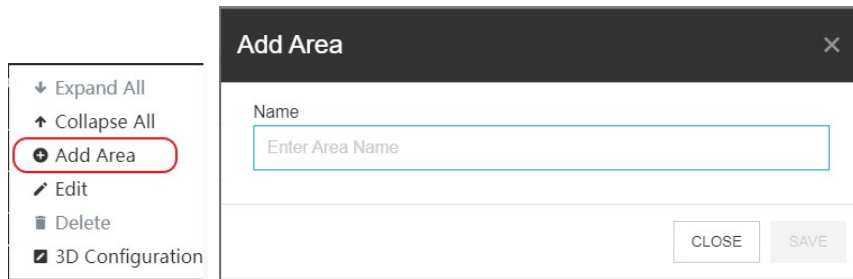 Expand All
Collapse All
Add Area
Edit
Delete
3D Configuration
Add Area
Name
Enter Area Name
CLOSE
SAVE